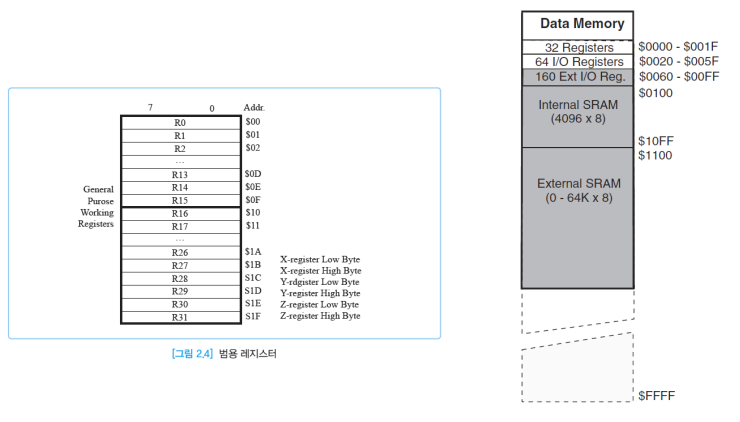 7 0 Addr.
R0 $00
R1 $01
R2 $02
...
R13 $0D
R14 $0E
R15 $0F
R16 $10
R17 $11
...
R26 $1A
R27 $1B
R28 S1C
R29 S1D
R30 S1E
R31 S1F
General
Purose
Working
Registers
X-register Low Byte
X-register High Byte
Y-rdgister Low Byte
Y-register High Byte
Z-register Low Byte
Z-register High Byte
[그림 2.4] 범용 레지스터
Data Memory
32 Registers $0000 - $001F
64 I/O Registers $0020 - $005F
160 Ext I/O Reg. $0060 - $00FF
$0100
Internal SRAM
(4096 x 8)
$10FF
$1100
External SRAM
(0 - 64K x 8)
$FFFF